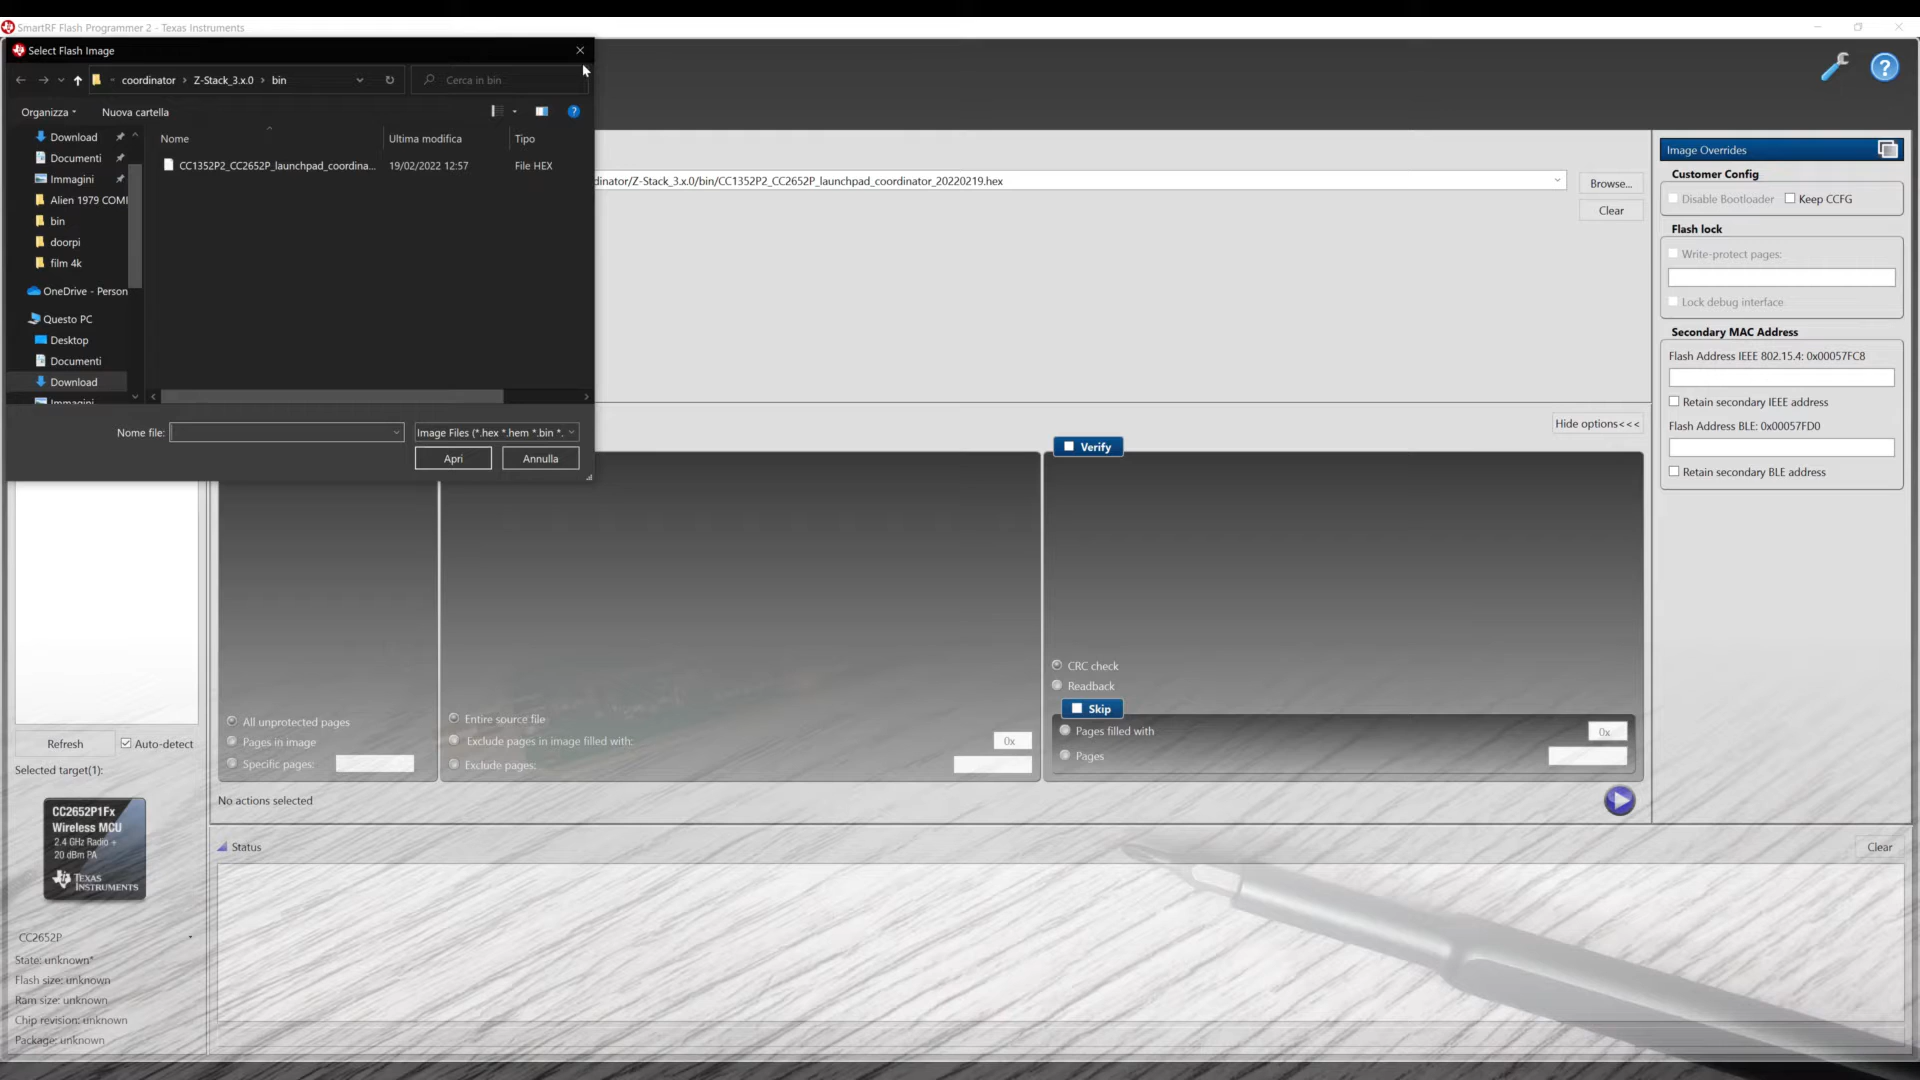 SmartRF Flash Programmer 2 - Texas Instruments
Select Flash Image
coordinator › Z-Stack_3.x.0 › bin
Cerca in bin
Organizza
Nuova cartella
Nome
Ultima modifica
Tipo
CC1352P2_CC2652P_launchpad_coordina...
19/02/2022 12:57
File HEX
Download
Documenti
Immagini
Alien 1979 COMI
bin
doorpi
film 4k
OneDrive - Person
Questo PC
Desktop
Documenti
Download
Immagini
Nome file:
Image Files (*.hex *.hem *.bin *.
Apri
Annulla
dinator/Z-Stack_3.x.0/bin/CC1352P2_CC2652P_launchpad_coordinator_20220219.hex
Browse...
Clear
Hide options<<<
Image Overrides
Customer Config
Disable Bootloader
Keep CCFG
Flash lock
Write-protect pages:
Lock debug interface
Secondary MAC Address
Flash Address IEEE 802.15.4: 0x00057FC8
Retain secondary IEEE address
Flash Address BLE: 0x00057FD0
Retain secondary BLE address
Verify
CRC check
Readback
Skip
Pages filled with
0x
Pages
All unprotected pages
Pages in image
Specific pages:
Entire source file
Exclude pages in image filled with:
0x
Exclude pages:
Refresh
Auto-detect
Selected target(1):
No actions selected
CC2652P1Fx
Wireless MCU
2.4 GHz Radio +
20 dBm PA
TEXAS
INSTRUMENTS
Status
Clear
CC2652P
State: unknown*
Flash size: unknown
Ram size: unknown
Chip revision: unknown
Package: unknown